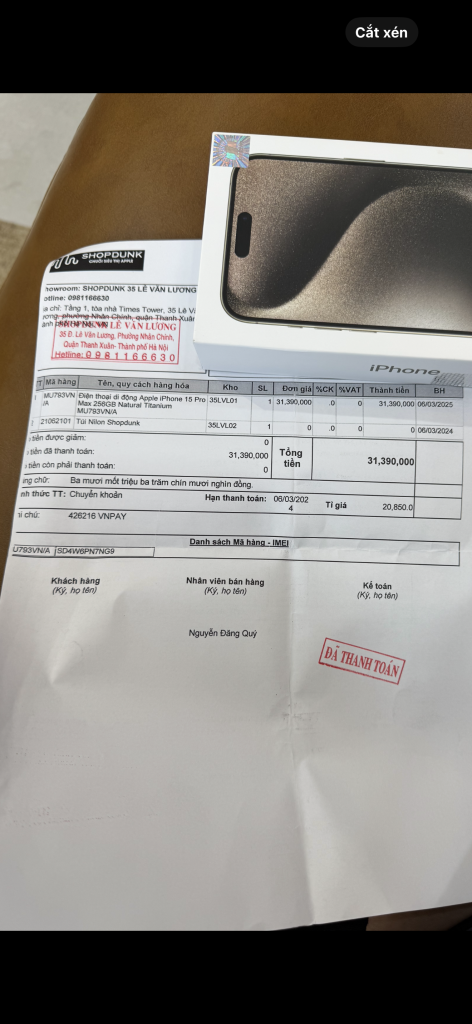 Cắt xén
SHOPDUNK
CHUỖI SIÊU THỊ APPLE
howroom: SHOPDUNK 35 LÊ VĂN LƯƠNG
otline: 0981166630
a chỉ: Tầng 1, tòa nhà Times Tower, 35 Lê V
ơng, phường Nhân Chính, quận Thanh Xuân
SHOPDUNK LÊ VĂN LƯƠNG
35 Đ. Lê Văn Lương, Phường Nhân Chính,
Quận Thanh Xuân- Thành phố Hà Nội
Hotline: 0981166630
iPhone
TT Mã hàng Tên, quy cách hàng hóa Kho SL Đơn giá %CK %VAT Thành tiền BH
MU793VN/A Điện thoại di động Apple iPhone 15 Pro Max 256GB Natural Titanium MU793VN/A 35LVL01 1 31,390,000 .0 0 31,390,000 06/03/2025
21062101 Túi Nilon Shopdunk 35LVL02 1 0 .0 0 0 06/03/2024
tiền được giảm: 0
tiền đã thanh toán: 31,390,000 Tổng tiền 31,390,000
tiền còn phải thanh toán: 0
ng chữ: Ba mươi mốt triệu ba trăm chín mươi nghìn đồng.
nh thức TT: Chuyển khoản Hạn thanh toán: 06/03/2024 Tỉ giá 20,850.0
i chú: 426216 VNPAY
Danh sách Mã hàng - IMEI
U793VN/A SD4W6PN7NG9
Khách hàng Nhân viên bán hàng Kế toán
(Ký, họ tên) (Ký, họ tên) (Ký, họ tên)
Nguyễn Đăng Quý
ĐÃ THANH TOÁN